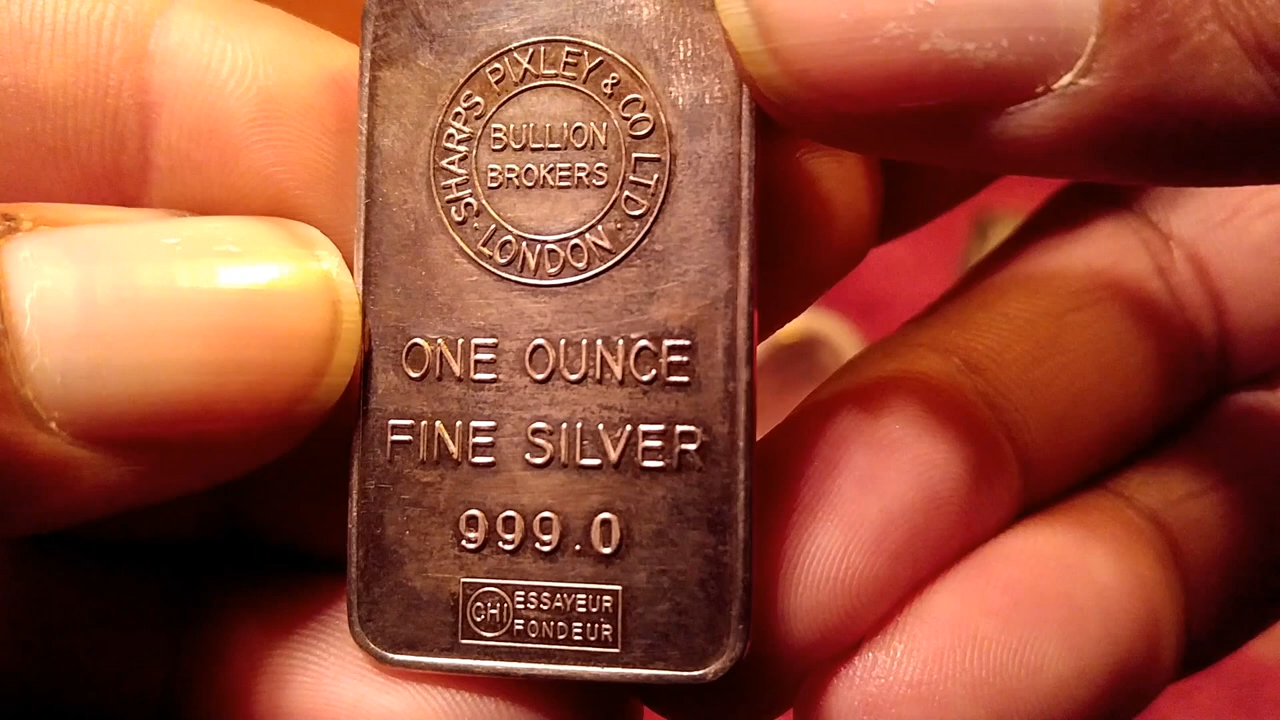 SHARPS PIXLEY & CO LTD.
· LONDON ·
BULLION
BROKERS
ONE OUNCE
FINE SILVER
999.0
CHI ESSAYEUR
FONDEUR